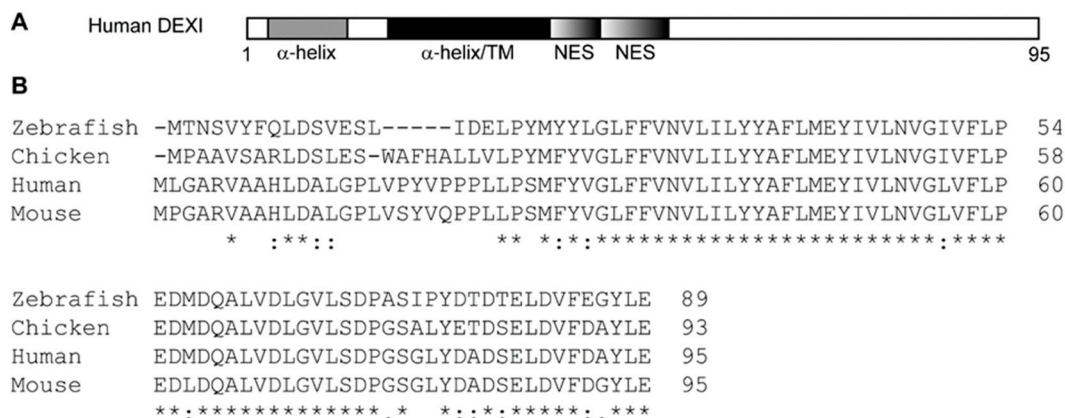 A Human DEXI
1 α-helix α-helix/TM NES NES 95
B
Zebrafish -MTNSVYFQLDSVESL-----IDELPYMYYLGLFFVNVLILYYAFLMEYIVLNVGIVFLP 54
Chicken -MPAAVSARLDSLES-WAFHALLVLPYMFYVGLFFVNVLILYYAFLMEYIVLNVGIVFLP 58
Human MLGARVAAHLDALGPLVPYVPPPLLPSMFYVGLFFVNVLILYYAFLMEYIVLNVGLVFLP 60
Mouse MPGARVAAHLDALGPLVSYVQPPLLPSMFYVGLFFVNVLILYYAFLMEYIVLNVGLVFLP 60
* :**:: ** *:*:***********************:****
Zebrafish EDMDQALVDLGVLSDPASIPYDTDTELDVFEGYLE 89
Chicken EDMDQALVDLGVLSDPGSALYETDSELDVFDAYLE 93
Human EDMDQALVDLGVLSDPGSGLYDADSELDVFDAYLE 95
Mouse EDLDQALVDLGVLSDPGSGLYDADSELDVFDGYLE 95
**:*************.* *::*:*****:.***